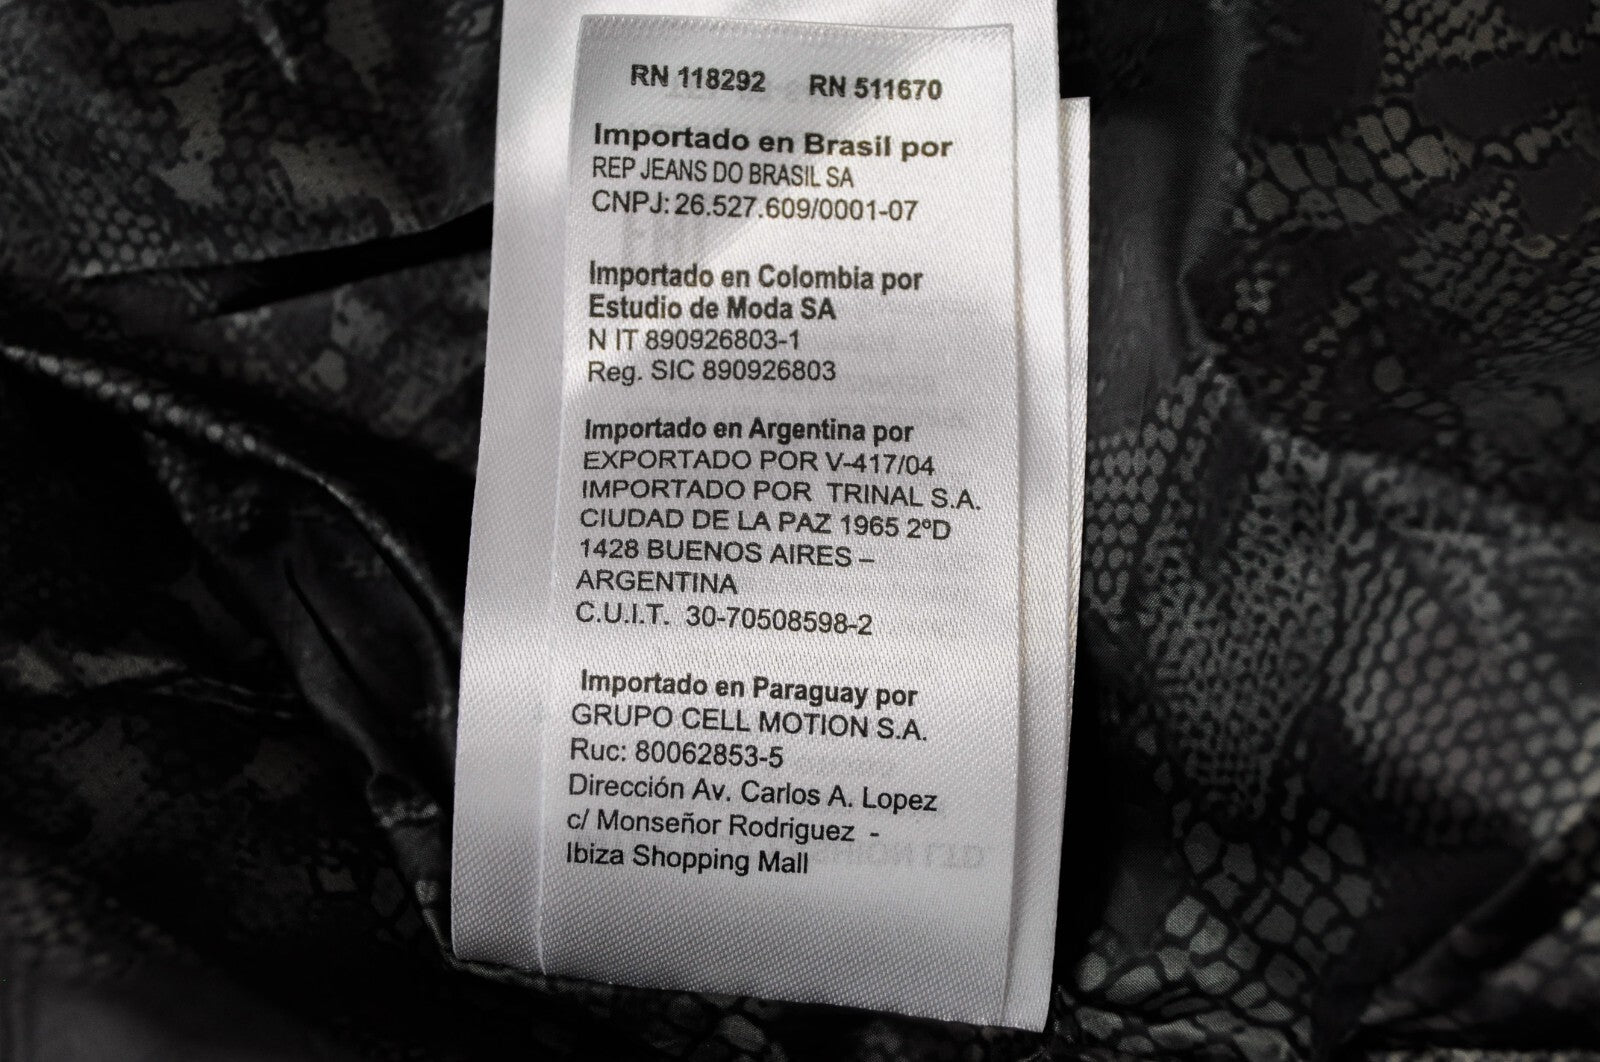 RN 118292 RN 511670
Importado en Brasil por
REP JEANS DO BRASIL SA
CNPJ: 26.527.609/0001-07
Importado en Colombia por
Estudio de Moda SA
N IT 890926803-1
Reg. SIC 890926803
Importado en Argentina por
EXPORTADO POR V-417/04
IMPORTADO POR TRINAL S.A.
CIUDAD DE LA PAZ 1965 2ºD
1428 BUENOS AIRES –
ARGENTINA
C.U.I.T. 30-70508598-2
Importado en Paraguay por
GRUPO CELL MOTION S.A.
Ruc: 80062853-5
Dirección Av. Carlos A. Lopez
c/ Monseñor Rodriguez -
Ibiza Shopping Mall